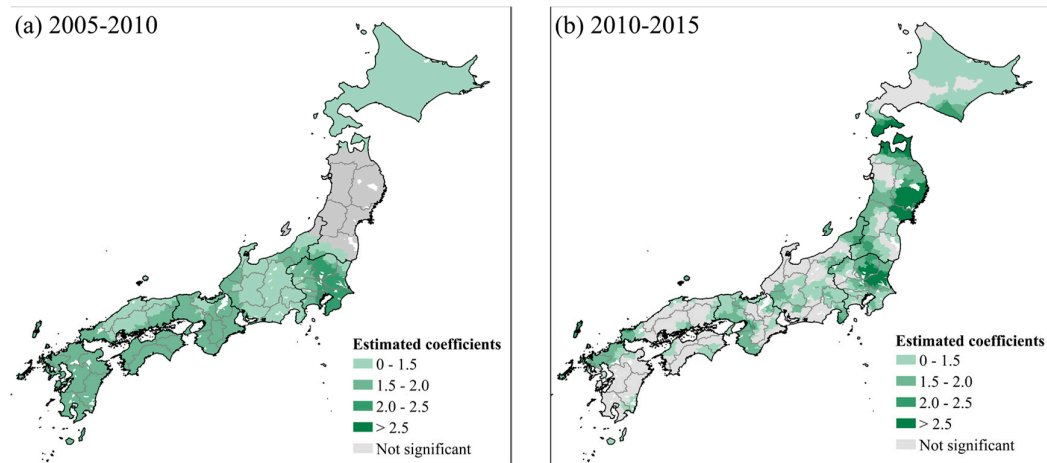 (a) 2005-2010
Estimated coefficients
0 - 1.5
1.5 - 2.0
2.0 - 2.5
> 2.5
Not significant
(b) 2010-2015
Estimated coefficients
0 - 1.5
1.5 - 2.0
2.0 - 2.5
> 2.5
Not significant